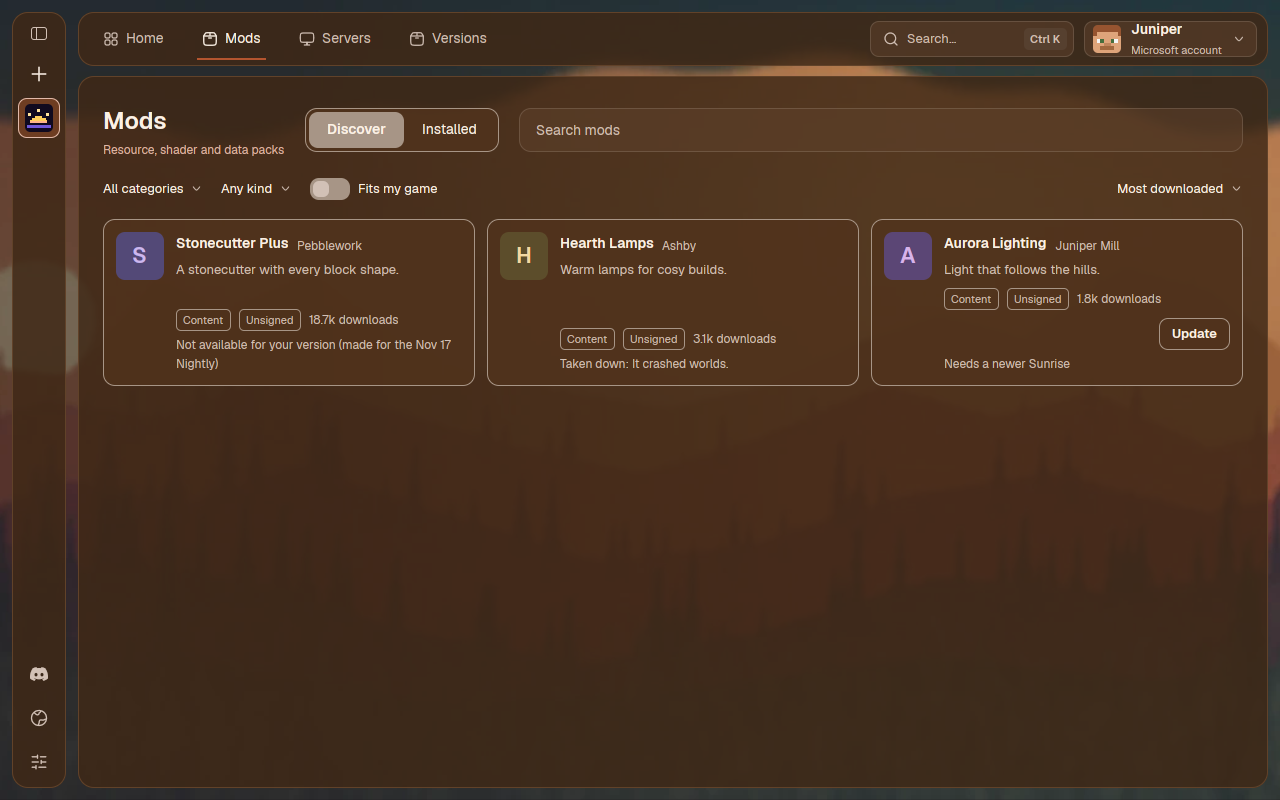 Home
Mods
Servers
Versions
Search...
Ctrl K
Juniper
Microsoft account
Mods
Resource, shader and data packs
Discover
Installed
Search mods
All categories
Any kind
Fits my game
Most downloaded
S
Stonecutter Plus Pebblework
A stonecutter with every block shape.
Content Unsigned 18.7k downloads
Not available for your version (made for the Nov 17
Nightly)
H
Hearth Lamps Ashby
Warm lamps for cosy builds.
Content Unsigned 3.1k downloads
Taken down: It crashed worlds.
A
Aurora Lighting Juniper Mill
Light that follows the hills.
Content Unsigned 1.8k downloads
Update
Needs a newer Sunrise